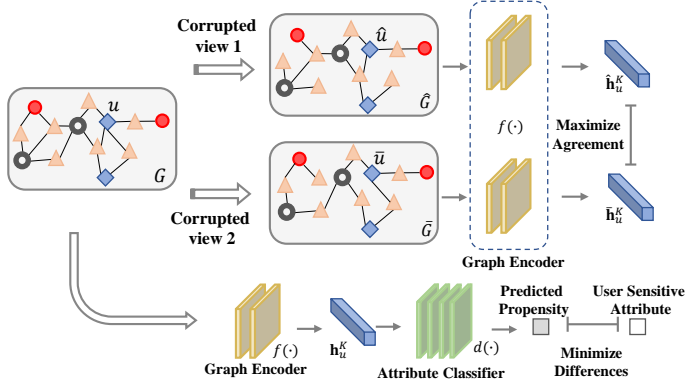 Corrupted
view 1
û
Ĝ
ĥ_u^K
u
G
f(·)
Maximize
Agreement
ū
Ḡ
h̄_u^K
Corrupted
view 2
Graph Encoder
Predicted
Propensity
User Sensitive
Attribute
f(·)
h_u^K
d(·)
Graph Encoder
Attribute Classifier
Minimize
Differences